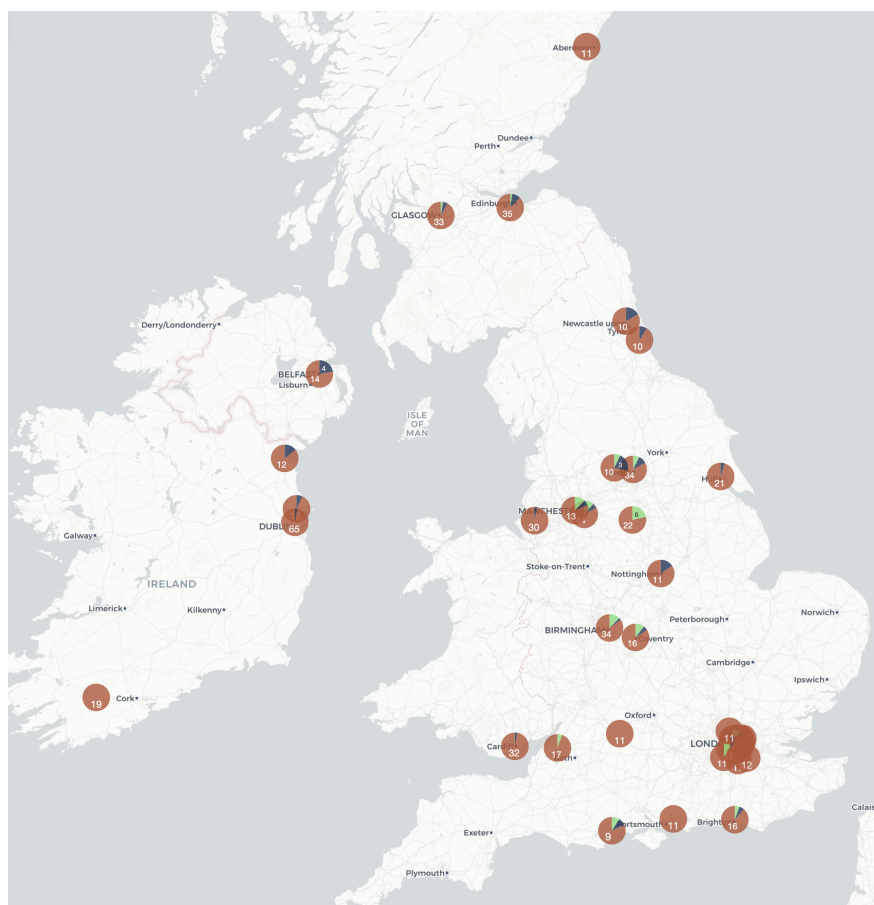 Aberdeen
11
Dundee
Perth
Edinburgh
35
GLASGOW
33
Derry/Londonderry
Newcastle up
10
Tyne
10
BELFAST
4
14
Lisburn
ISLE
OF
MAN
12
York
3
10
34
Hull
21
DUBLIN
65
MANCHESTER
13
30
6
22
Galway
Stoke-on-Trent
Nottingham
11
IRELAND
Limerick
Kilkenny
BIRMINGHAM
34
16
Coventry
Peterborough
Norwich
Cambridge
Ipswich
19
Cork
Oxford
11
11
LONDON
11
12
Cardiff
32
17
Bath
Portsmouth
11
9
Brighton
16
Exeter
Plymouth
Calais